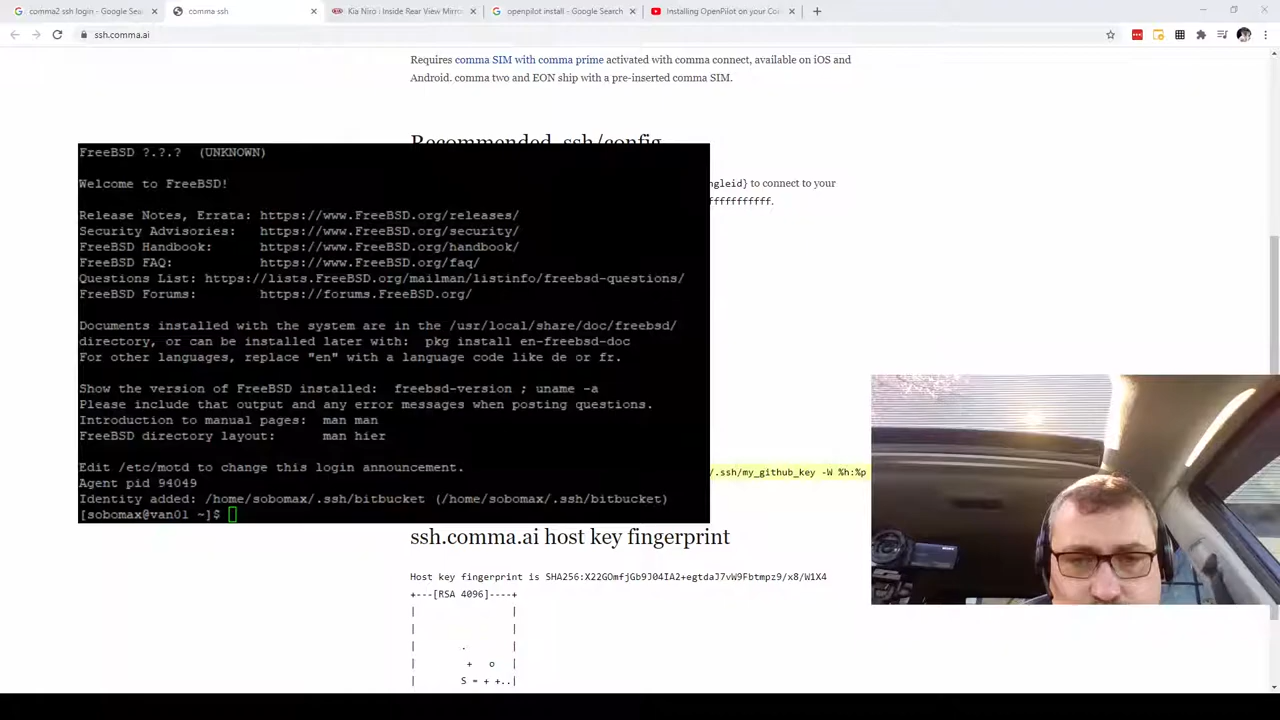 comma2 ssh login - Google Sea
comma ssh
Kia Niro | Inside Rear View Mirro
openpilot install - Google Search
Installing OpenPilot on your Co
ssh.comma.ai
Requires comma SIM with comma prime activated with comma connect, available on iOS and
Android. comma two and EON ship with a pre-inserted comma SIM.
Recommended .ssh/config
ngleid} to connect to your
fffffffffff.
FreeBSD ?.?.? (UNKNOWN)
Welcome to FreeBSD!
Release Notes, Errata: https://www.FreeBSD.org/releases/
Security Advisories: https://www.FreeBSD.org/security/
FreeBSD Handbook: https://www.FreeBSD.org/handbook/
FreeBSD FAQ: https://www.FreeBSD.org/faq/
Questions List: https://lists.FreeBSD.org/mailman/listinfo/freebsd-questions/
FreeBSD Forums: https://forums.FreeBSD.org/
Documents installed with the system are in the /usr/local/share/doc/freebsd/
directory, or can be installed later with: pkg install en-freebsd-doc
For other languages, replace "en" with a language code like de or fr.
Show the version of FreeBSD installed: freebsd-version ; uname -a
Please include that output and any error messages when posting questions.
Introduction to manual pages: man man
FreeBSD directory layout: man hier
Edit /etc/motd to change this login announcement.
Agent pid 94049
Identity added: /home/sobomax/.ssh/bitbucket (/home/sobomax/.ssh/bitbucket)
[sobomax@van01 ~]$
/.ssh/my_github_key -W %h:%p
ssh.comma.ai host key fingerprint
Host key fingerprint is SHA256:X22GOmfjGb9J04IA2+egtdaJ7vW9Fbtmpz9/x8/W1X4
+---[RSA 4096]----+
| |
| |
| . |
| + o |
| S = + +..|